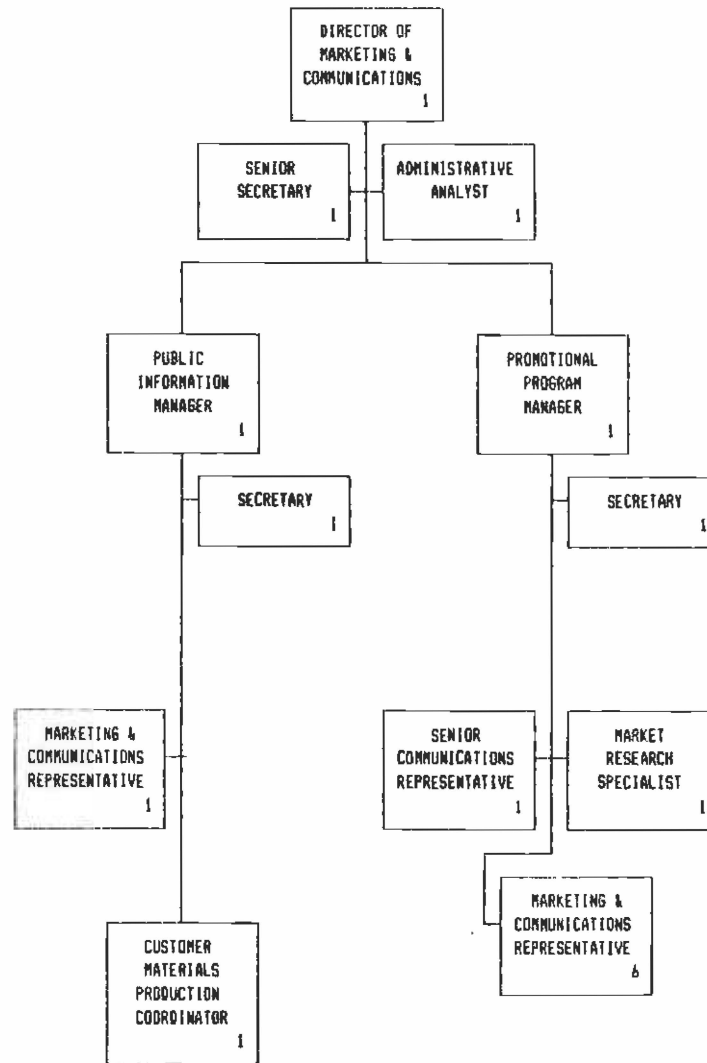 DIRECTOR OF
MARKETING &
COMMUNICATIONS
1
SENIOR
SECRETARY
1
ADMINISTRATIVE
ANALYST
1
PUBLIC
INFORMATION
MANAGER
1
PROMOTIONAL
PROGRAM
MANAGER
1
SECRETARY
1
SECRETARY
1
MARKETING &
COMMUNICATIONS
REPRESENTATIVE
1
SENIOR
COMMUNICATIONS
REPRESENTATIVE
1
MARKET
RESEARCH
SPECIALIST
1
MARKETING &
COMMUNICATIONS
REPRESENTATIVE
6
CUSTOMER
MATERIALS
PRODUCTION
COORDINATOR
1